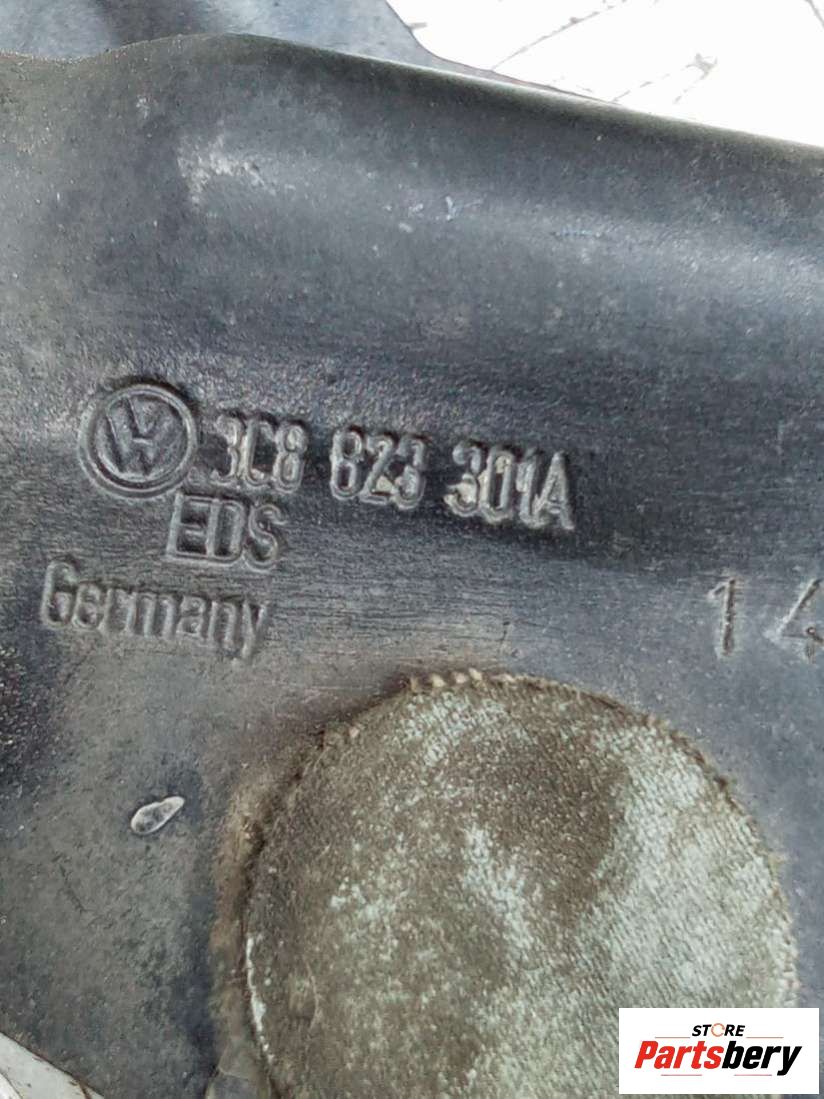 3C8 823 301A
EDS
Germany
14
STORE
Partsbery